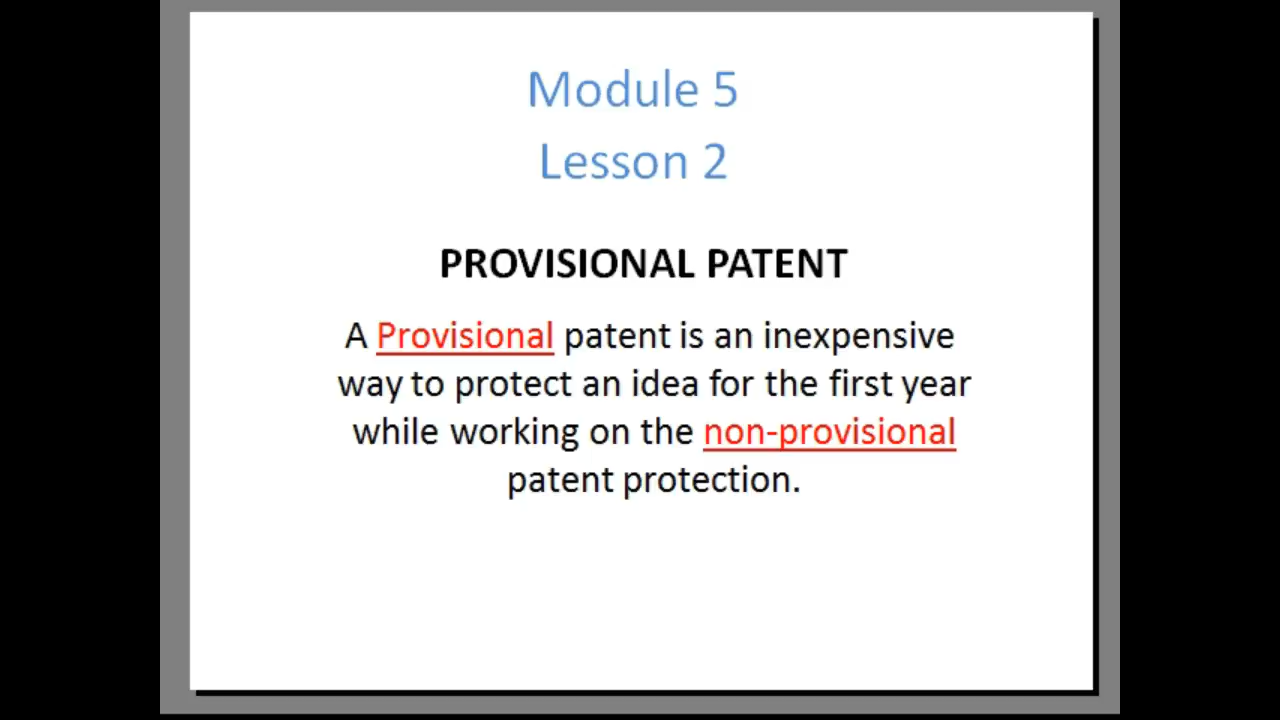 Module 5
Lesson 2
PROVISIONAL PATENT
A Provisional patent is an inexpensive
way to protect an idea for the first year
while working on the non-provisional
patent protection.